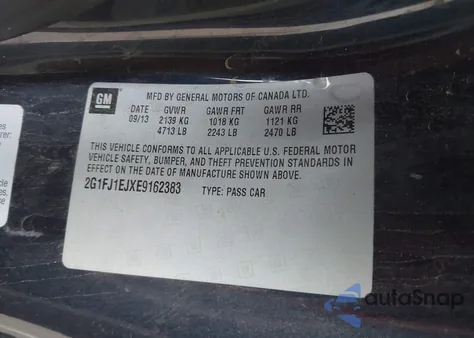 GM
MFD BY GENERAL MOTORS OF CANADA LTD.
DATE GVWR GAWR FRT GAWR RR
09/13 2139 KG 1018 KG 1121 KG
4713 LB 2243 LB 2470 LB
THIS VEHICLE CONFORMS TO ALL APPLICABLE U.S. FEDERAL MOTOR
VEHICLE SAFETY, BUMPER, AND THEFT PREVENTION STANDARDS IN
EFFECT ON THE DATE OF MANUFACTURE SHOWN ABOVE.
2G1FJ1EJXE9162383 TYPE: PASS CAR
autoSnap